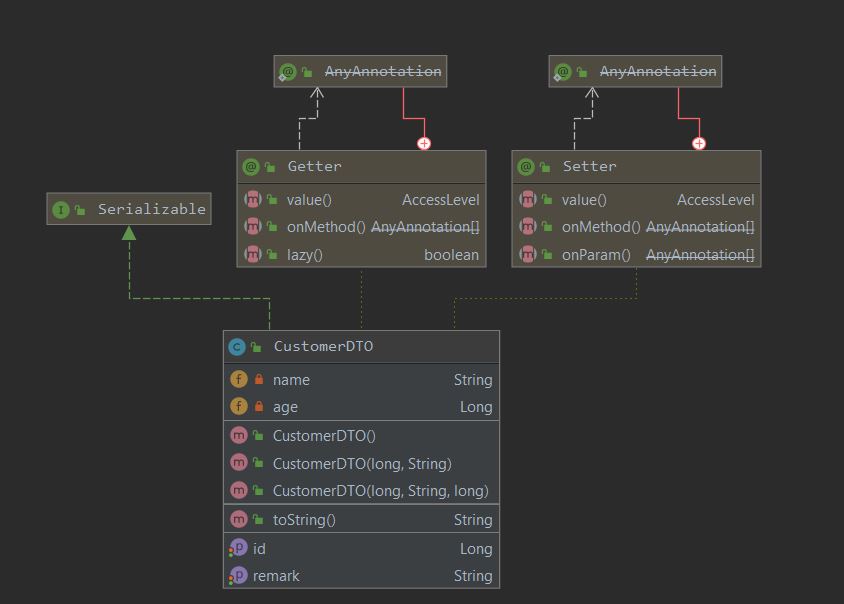 AnyAnnotation
AnyAnnotation
Getter
value() AccessLevel
onMethod() AnyAnnotation[]
lazy() boolean
Setter
value() AccessLevel
onMethod() AnyAnnotation[]
onParam() AnyAnnotation[]
Serializable
CustomerDTO
name String
age Long
CustomerDTO()
CustomerDTO(long, String)
CustomerDTO(long, String, long)
toString() String
id Long
remark String